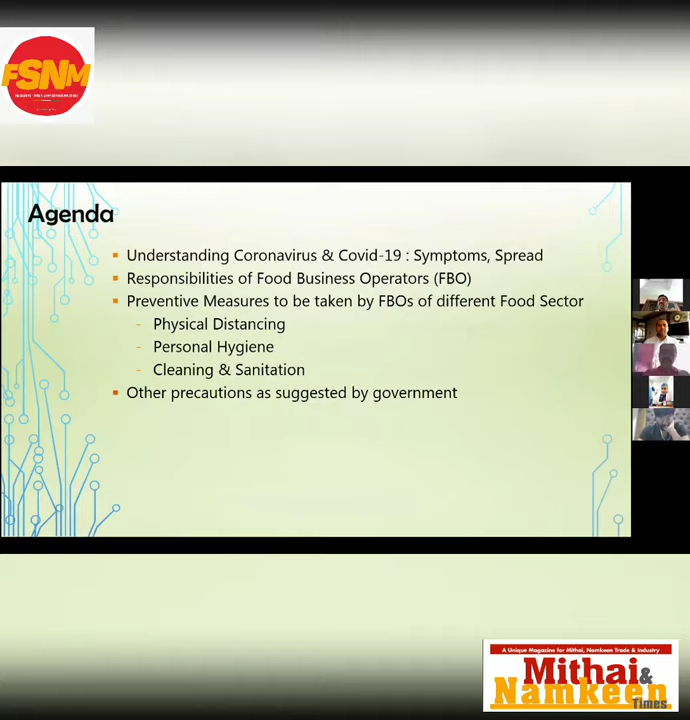 FSNM
Agenda
▪ Understanding Coronavirus & Covid-19 : Symptoms, Spread
▪ Responsibilities of Food Business Operators (FBO)
▪ Preventive Measures to be taken by FBOs of different Food Sector
- Physical Distancing
- Personal Hygiene
- Cleaning & Sanitation
▪ Other precautions as suggested by government
A Unique Magazine for Mithai, Namkeen Trade & Industry
Mithai &
Namkeen
Times